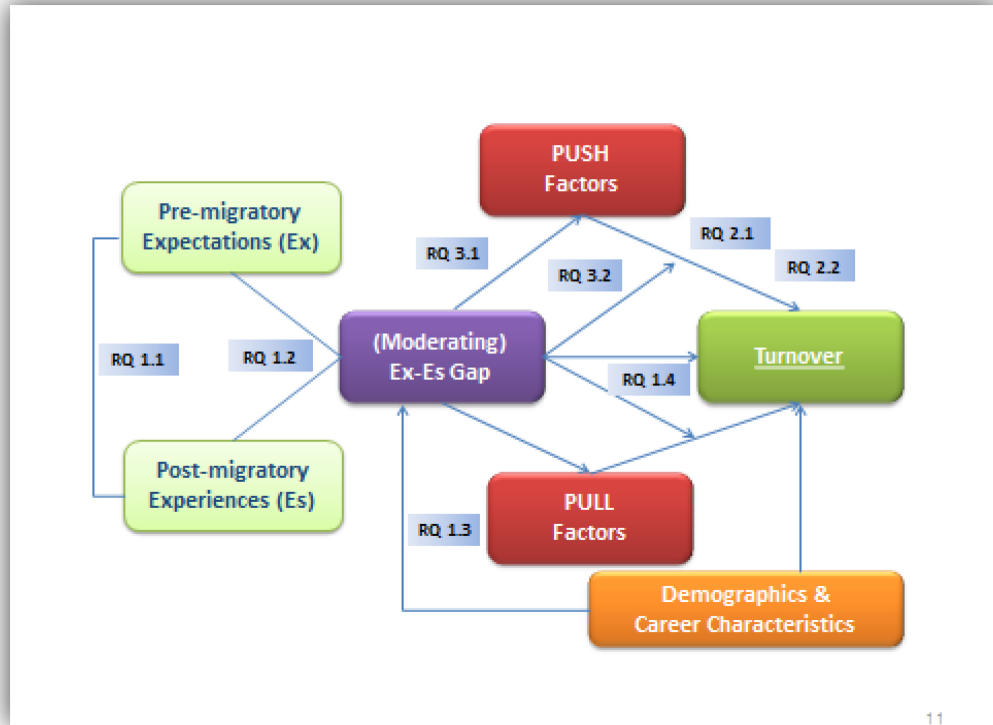 PUSH
Factors
Pre-migratory
Expectations (Ex)
RQ 2.1
RQ 3.1
RQ 3.2
RQ 2.2
(Moderating)
Ex-Es Gap
Turnover
RQ 1.1
RQ 1.2
RQ 1.4
Post-migratory
Experiences (Es)
PULL
Factors
RQ 1.3
Demographics &
Career Characteristics
11